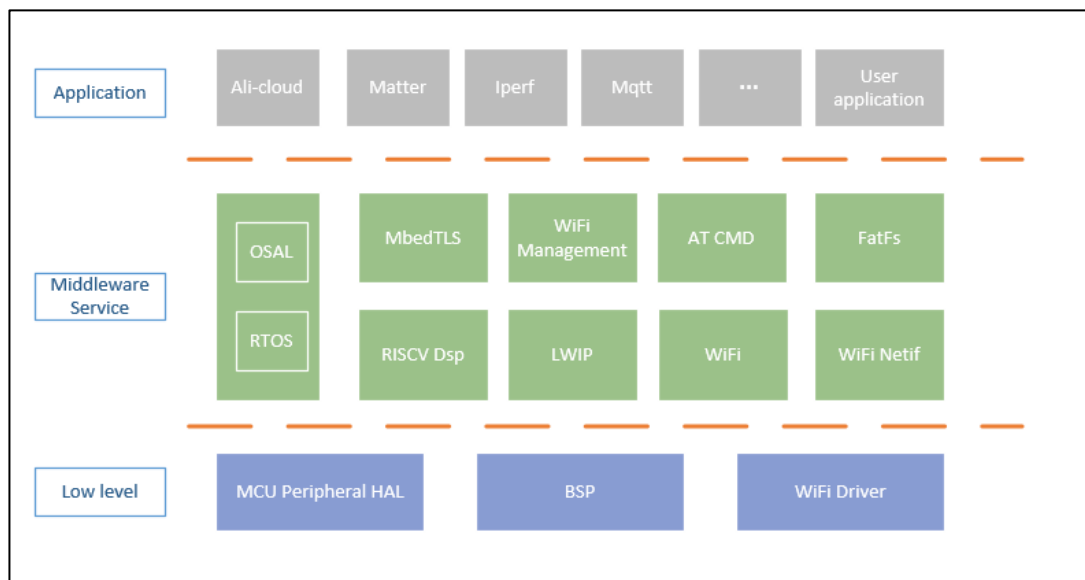 Application
Ali-cloud
Matter
Iperf
Mqtt
...
User
application
Middleware
Service
OSAL
RTOS
MbedTLS
WiFi
Management
AT CMD
FatFs
RISCV Dsp
LWIP
WiFi
WiFi Netif
Low level
MCU Peripheral HAL
BSP
WiFi Driver